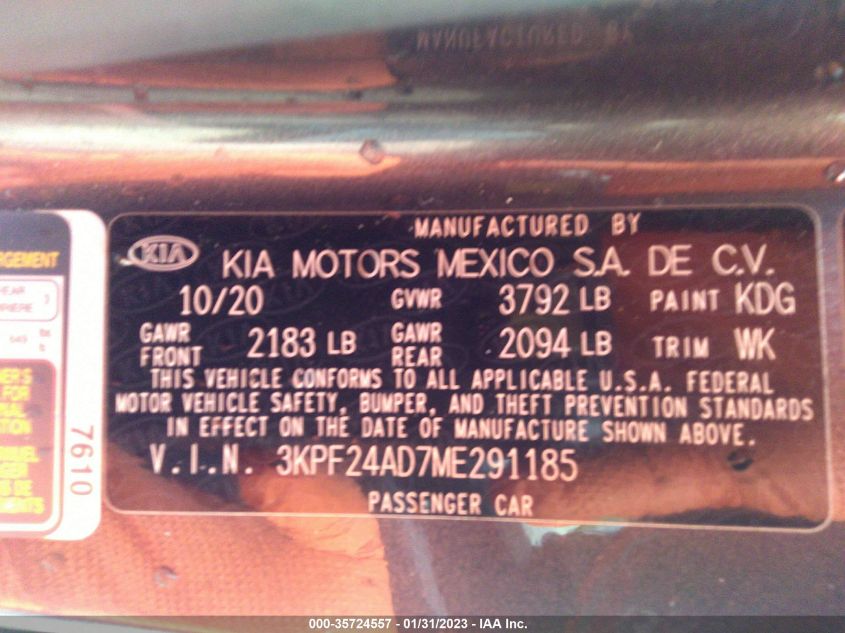 MANUFACTURED BY
KIA
KIA MOTORS MEXICO S.A. DE C.V.
10/20 GVWR 3792 LB PAINT KDG
GAWR FRONT 2183 LB GAWR REAR 2094 LB TRIM WK
THIS VEHICLE CONFORMS TO ALL APPLICABLE U.S.A. FEDERAL
MOTOR VEHICLE SAFETY, BUMPER, AND THEFT PREVENTION STANDARDS
IN EFFECT ON THE DATE OF MANUFACTURE SHOWN ABOVE.
V.I.N. 3KPF24AD7ME291185
PASSENGER CAR
7610
000-35724557 - 01/31/2023 - IAA Inc.